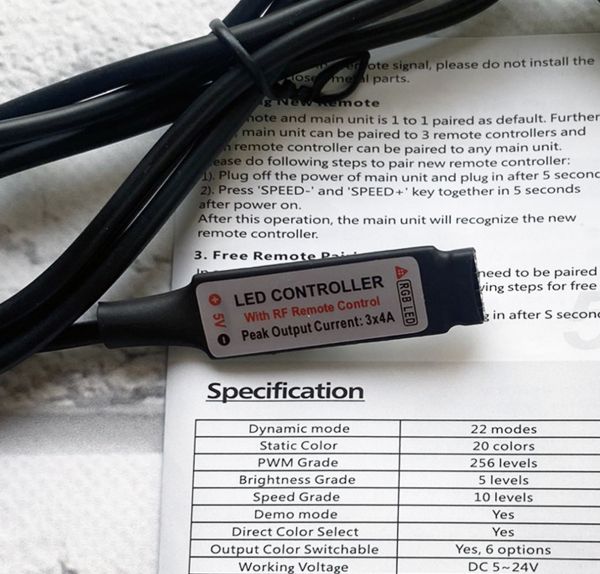 ote signal, please do not install the
lose metal parts.
ng New Remote
note and main unit is 1 to 1 paired as default. Further
main unit can be paired to 3 remote controllers and
remote controller can be paired to any main unit.
ease do following steps to pair new remote controller:
1). Plug off the power of main unit and plug in after 5 second
2). Press 'SPEED-' and 'SPEED+' key together in 5 seconds
after power on.
After this operation, the main unit will recognize the new
remote controller.
3. Free Remote Pai
In
need to be paired
ving steps for free
g in after S second
5V
LED CONTROLLER
With RF Remote Control
Peak Output Current: 3x4A
RGB LED
Specification
Dynamic mode 22 modes
Static Color 20 colors
PWM Grade 256 levels
Brightness Grade 5 levels
Speed Grade 10 levels
Demo mode Yes
Direct Color Select Yes
Output Color Switchable Yes, 6 options
Working Voltage DC 5~24V